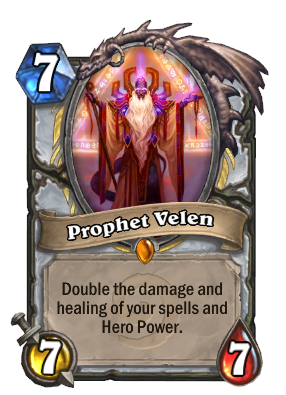 7
Prophet Velen
Double the damage and
healing of your spells and
Hero Power.
7
7